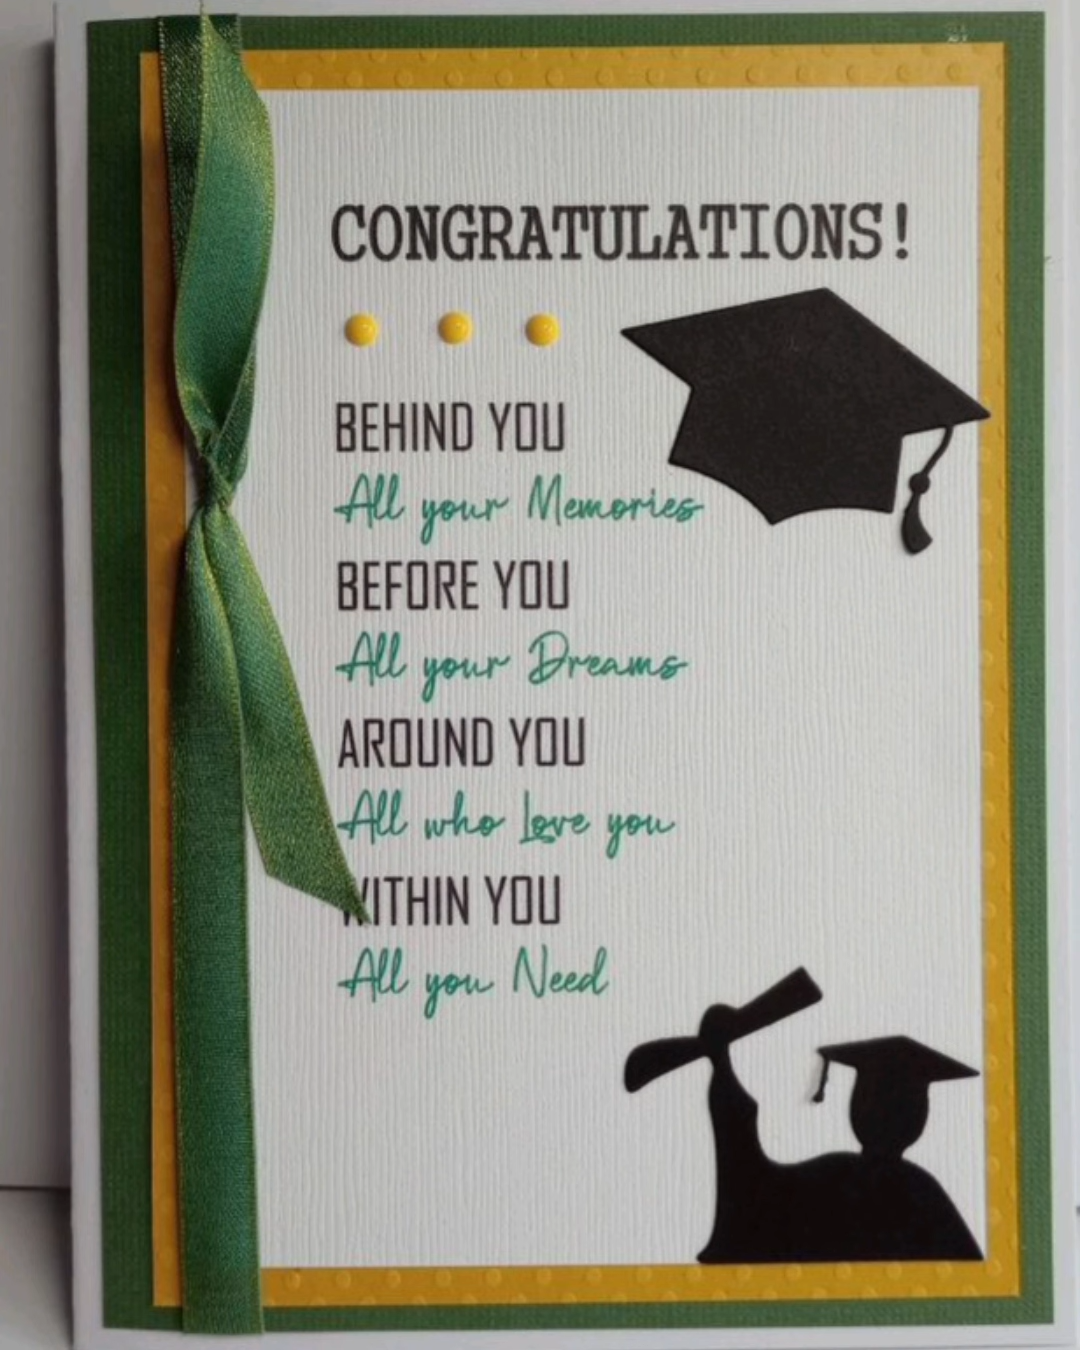 CONGRATULATIONS!
BEHIND YOU
All your Memories
BEFORE YOU
All your Dreams
AROUND YOU
All who Love you
WITHIN YOU
All you Need